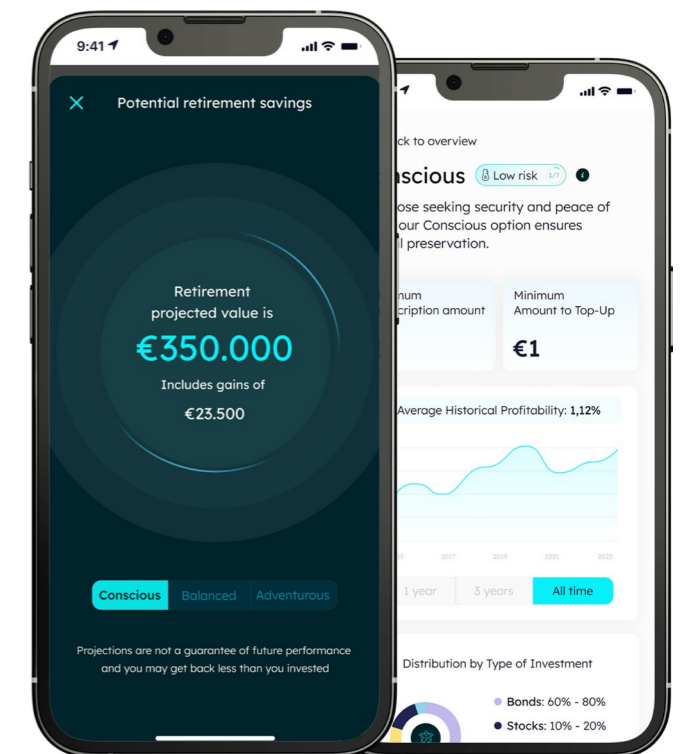 9:41
Potential retirement savings
Retirement
projected value is
€350.000
Includes gains of
€23.500
Conscious Balanced Adventurous
Projections are not a guarantee of future performance
and you may get back less than you invested
ck to overview
nscious Low risk 1/7 i
ose seeking security and peace of
our Conscious option ensures
l preservation.
num
cription amount
Minimum
Amount to Top-Up
€1
Average Historical Profitability: 1,12%
2017 2019 2021 2023
1 year 3 years All time
Distribution by Type of Investment
Bonds: 60% - 80%
Stocks: 10% - 20%